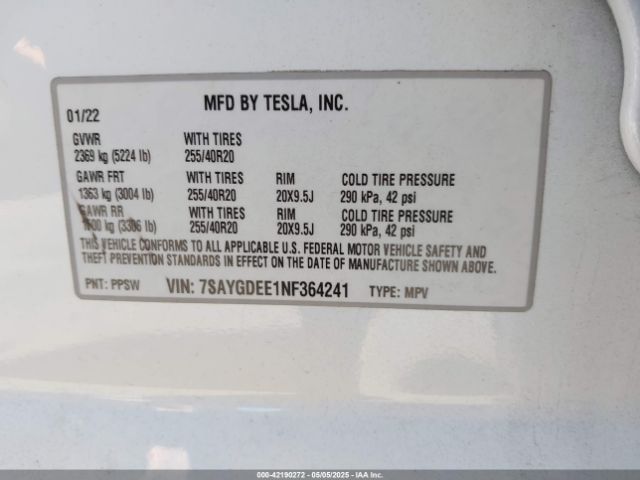 MFD BY TESLA, INC.
01/22
GVWR WITH TIRES
2369 kg (5224 lb) 255/40R20
GAWR FRT WITH TIRES RIM COLD TIRE PRESSURE
1363 kg (3004 lb) 255/40R20 20X9.5J 290 kPa, 42 psi
GAWR RR WITH TIRES RIM COLD TIRE PRESSURE
kg lb) 255/40R20 20X9.5J 290 kPa, 42 psi
THIS VEHICLE CONFORMS TO ALL APPLICABLE U.S. FEDERAL MOTOR VEHICLE SAFETY AND
THEFT PREVENTION STANDARDS IN EFFECT ON THE DATE OF MANUFACTURE SHOWN ABOVE.
PNT: PPSW VIN: 7SAYGDEE1NF364241 TYPE: MPV
000-42190272 - 05/05/2025 - IAA Inc. Copyright